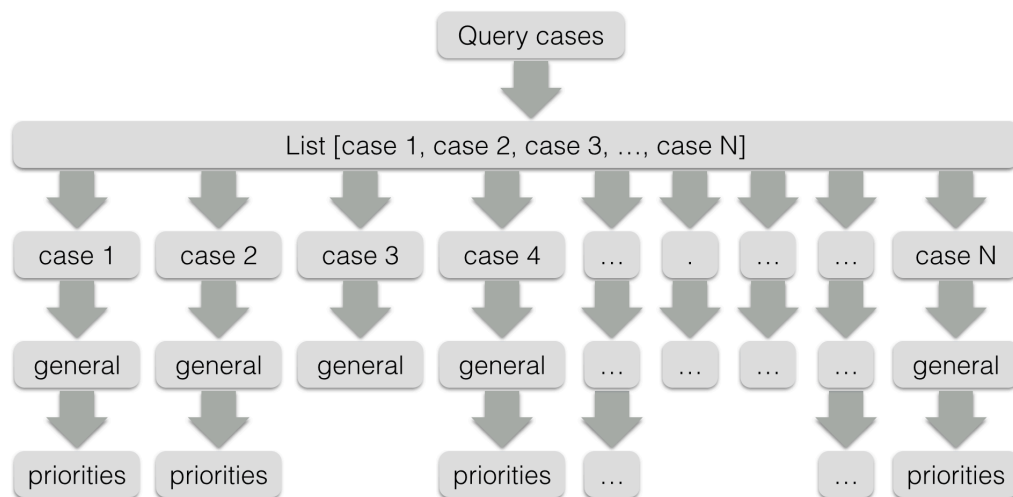 Query cases
List [case 1, case 2, case 3, …, case N]
case 1 case 2 case 3 case 4 … . … … case N
general general general general … … … … general
priorities priorities priorities … … priorities